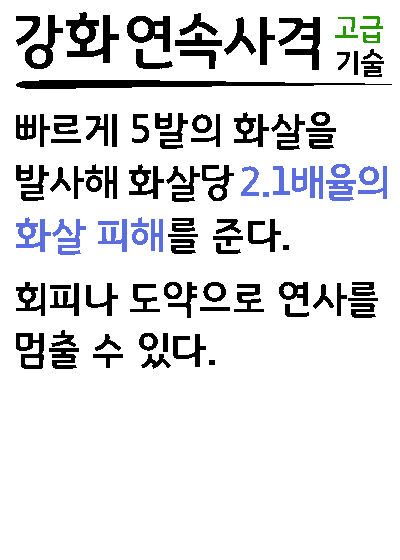 강화 연속사격 고급
기술
빠르게 5발의 화살을
발사해 화살당 2.1배율의
화살 피해를 준다.
회피나 도약으로 연사를
멈출 수 있다.